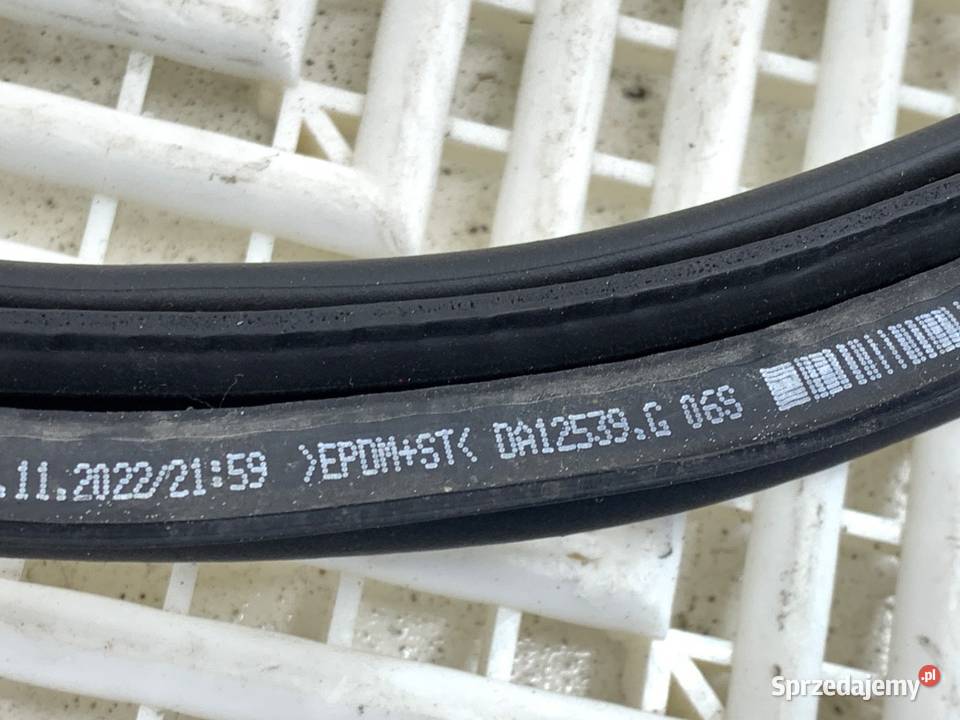 .11.2022/21:59 >EPDM+ST< DA12539.G 06S
Sprzedajemy.pl